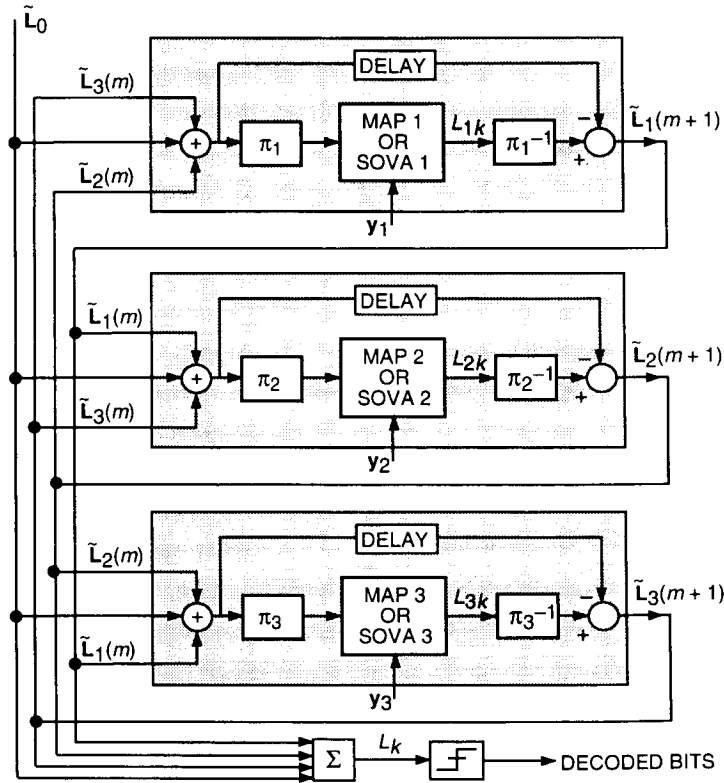 L̃₀
DELAY
L̃₃(m)
L̃₂(m)
+
π₁
MAP 1
OR
SOVA 1
L₁ₖ
π₁⁻¹
−
+
L̃₁(m + 1)
y₁
DELAY
L̃₁(m)
L̃₃(m)
+
π₂
MAP 2
OR
SOVA 2
L₂ₖ
π₂⁻¹
−
+
L̃₂(m + 1)
y₂
DELAY
L̃₂(m)
L̃₁(m)
+
π₃
MAP 3
OR
SOVA 3
L₃ₖ
π₃⁻¹
−
+
L̃₃(m + 1)
y₃
Σ
Lₖ
DECODED BITS